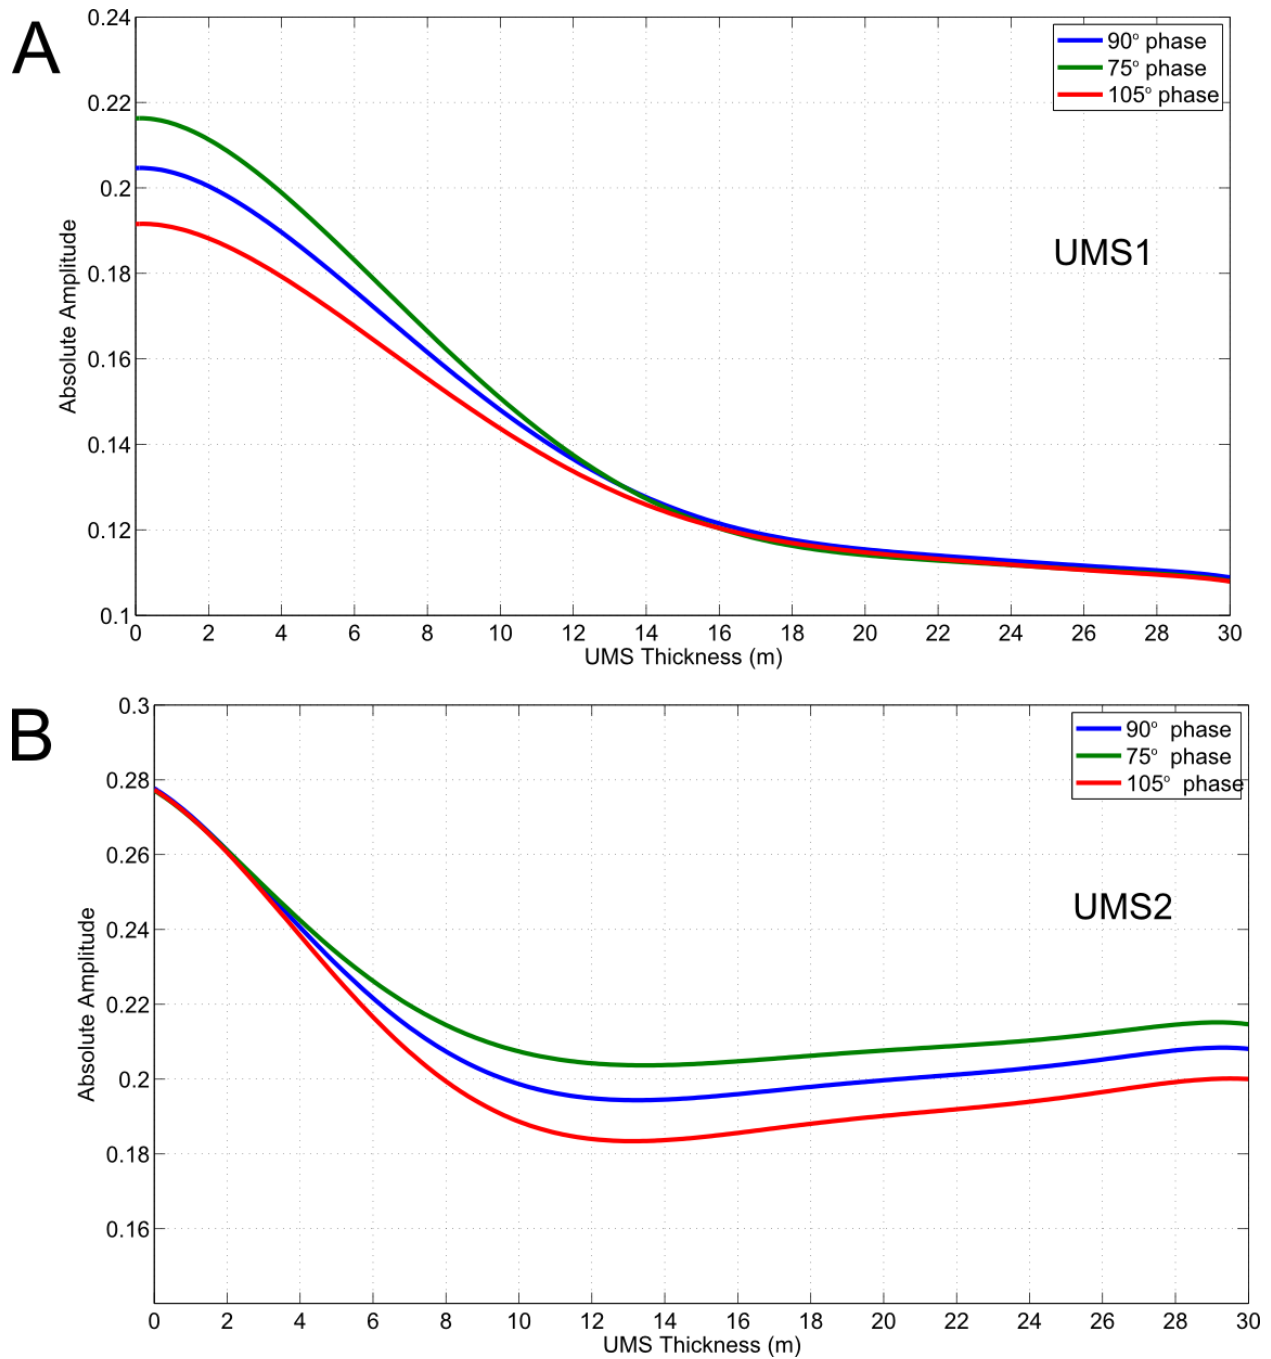 A
0.24
0.22
0.2
0.18
0.16
0.14
0.12
0.1
Absolute Amplitude
90° phase
75° phase
105° phase
UMS1
0 2 4 6 8 10 12 14 16 18 20 22 24 26 28 30
UMS Thickness (m)
B
0.3
0.28
0.26
0.24
0.22
0.2
0.18
0.16
Absolute Amplitude
90° phase
75° phase
105° phase
UMS2
0 2 4 6 8 10 12 14 16 18 20 22 24 26 28 30
UMS Thickness (m)